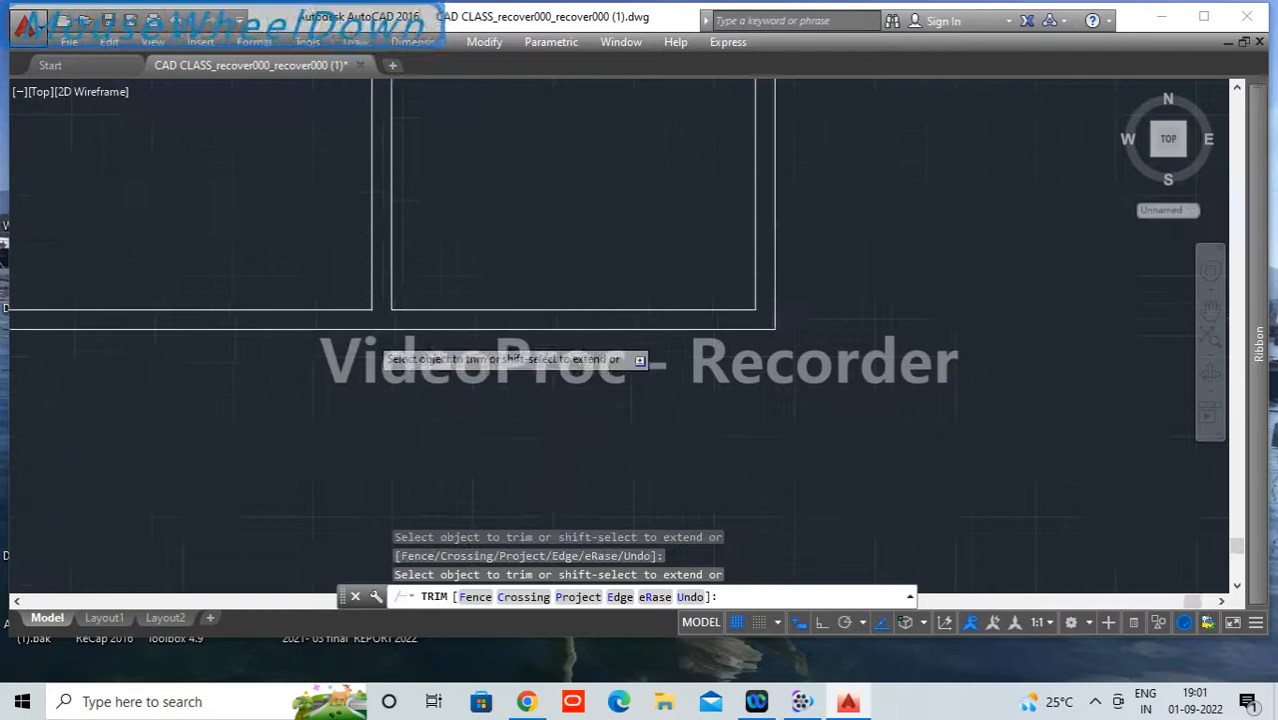 MouseWheelDown
Autodesk AutoCAD 2016
CAD CLASS_recover000_recover000 (1).dwg
Type a keyword or phrase
Sign In
File Edit View Insert Format Tools Dimension Modify Parametric Window Help Express
Start
CAD CLASS_recover000_recover000 (1)*
[−][Top][2D Wireframe]
N
W TOP E
S
Unnamed
Select object to trim or shift-select to extend or
VideoProc - Recorder
Ribbon
Select object to trim or shift-select to extend or
[Fence/Crossing/Project/Edge/eRase/Undo]:
Select object to trim or shift-select to extend or
TRIM [Fence Crossing Project Edge eRase Undo]:
Model Layout1 Layout2
MODEL 1:1
(1).bak ReCap 2016 Toolbox 4.9 2021- 03 final REPORT 2022
Type here to search
25°C
ENG
IN
19:01
01-09-2022
1